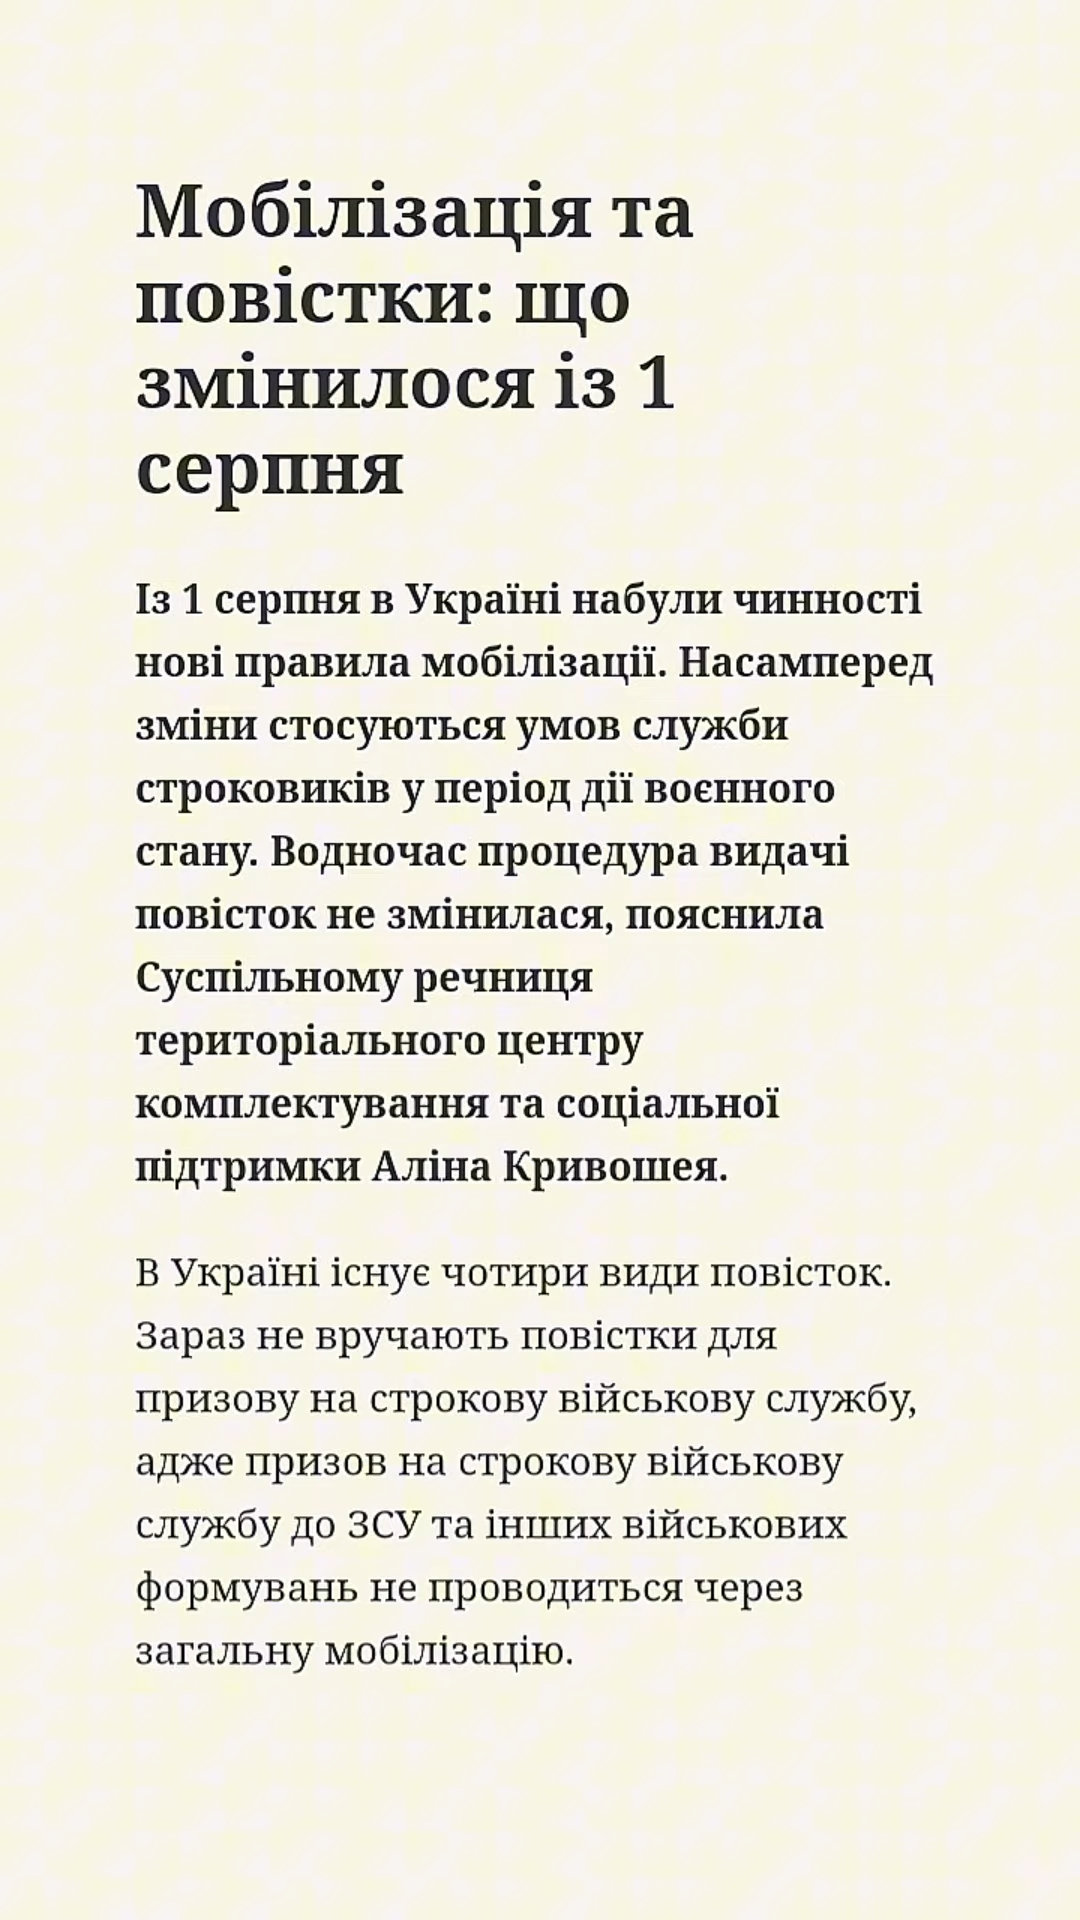 Мобілізація та
повістки: що
змінилося із 1
серпня
Із 1 серпня в Україні набули чинності
нові правила мобілізації. Насамперед
зміни стосуються умов служби
строковиків у період дії воєнного
стану. Водночас процедура видачі
повісток не змінилася, пояснила
Суспільному речниця
територіального центру
комплектування та соціальної
підтримки Аліна Кривошея.
В Україні існує чотири види повісток.
Зараз не вручають повістки для
призову на строкову військову службу,
адже призов на строкову військову
службу до ЗСУ та інших військових
формувань не проводиться через
загальну мобілізацію.